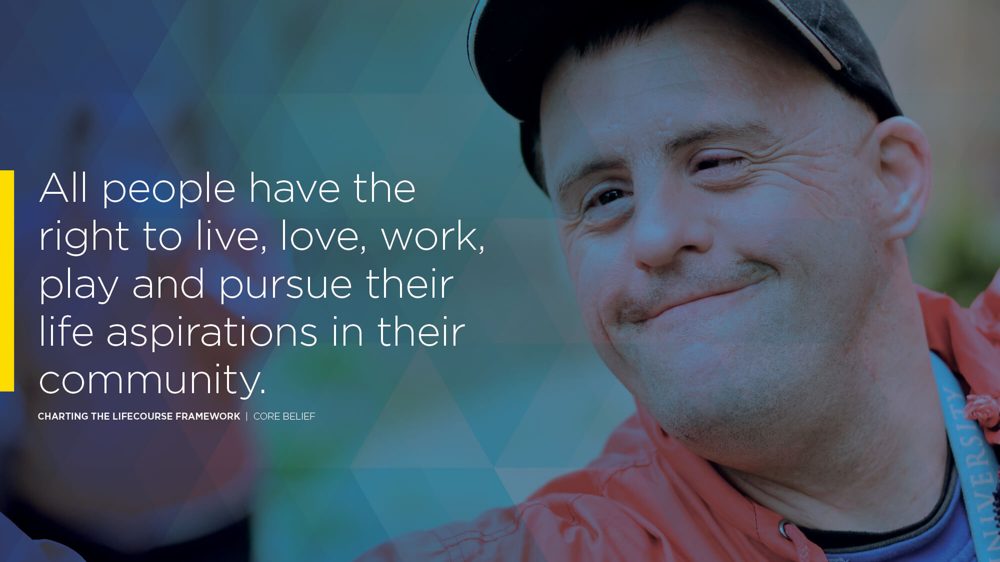 All people have the
right to live, love, work,
play and pursue their
life aspirations in their
community.
CHARTING THE LIFECOURSE FRAMEWORK | CORE BELIEF
UNIVERSITY